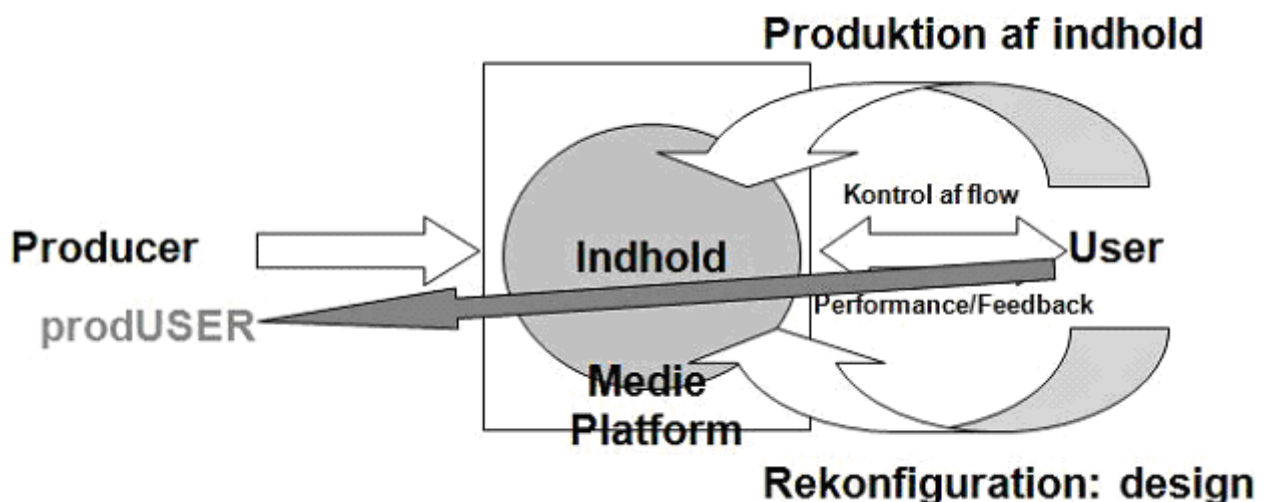 Produktion af indhold
Kontrol af flow
Producer
Indhold
User
prodUSER
Performance/Feedback
Medie
Platform
Rekonfiguration: design